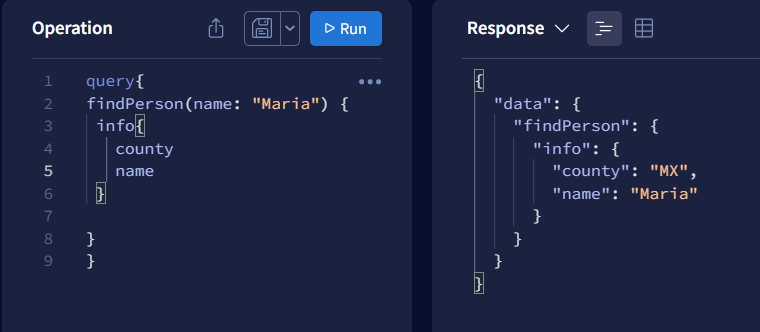 Operation
Run
1 query{
2 findPerson(name: "Maria") {
3 info{
4 county
5 name
6 }
7
8 }
9 }
Response
{
"data": {
"findPerson": {
"info": {
"county": "MX",
"name": "Maria"
}
}
}
}